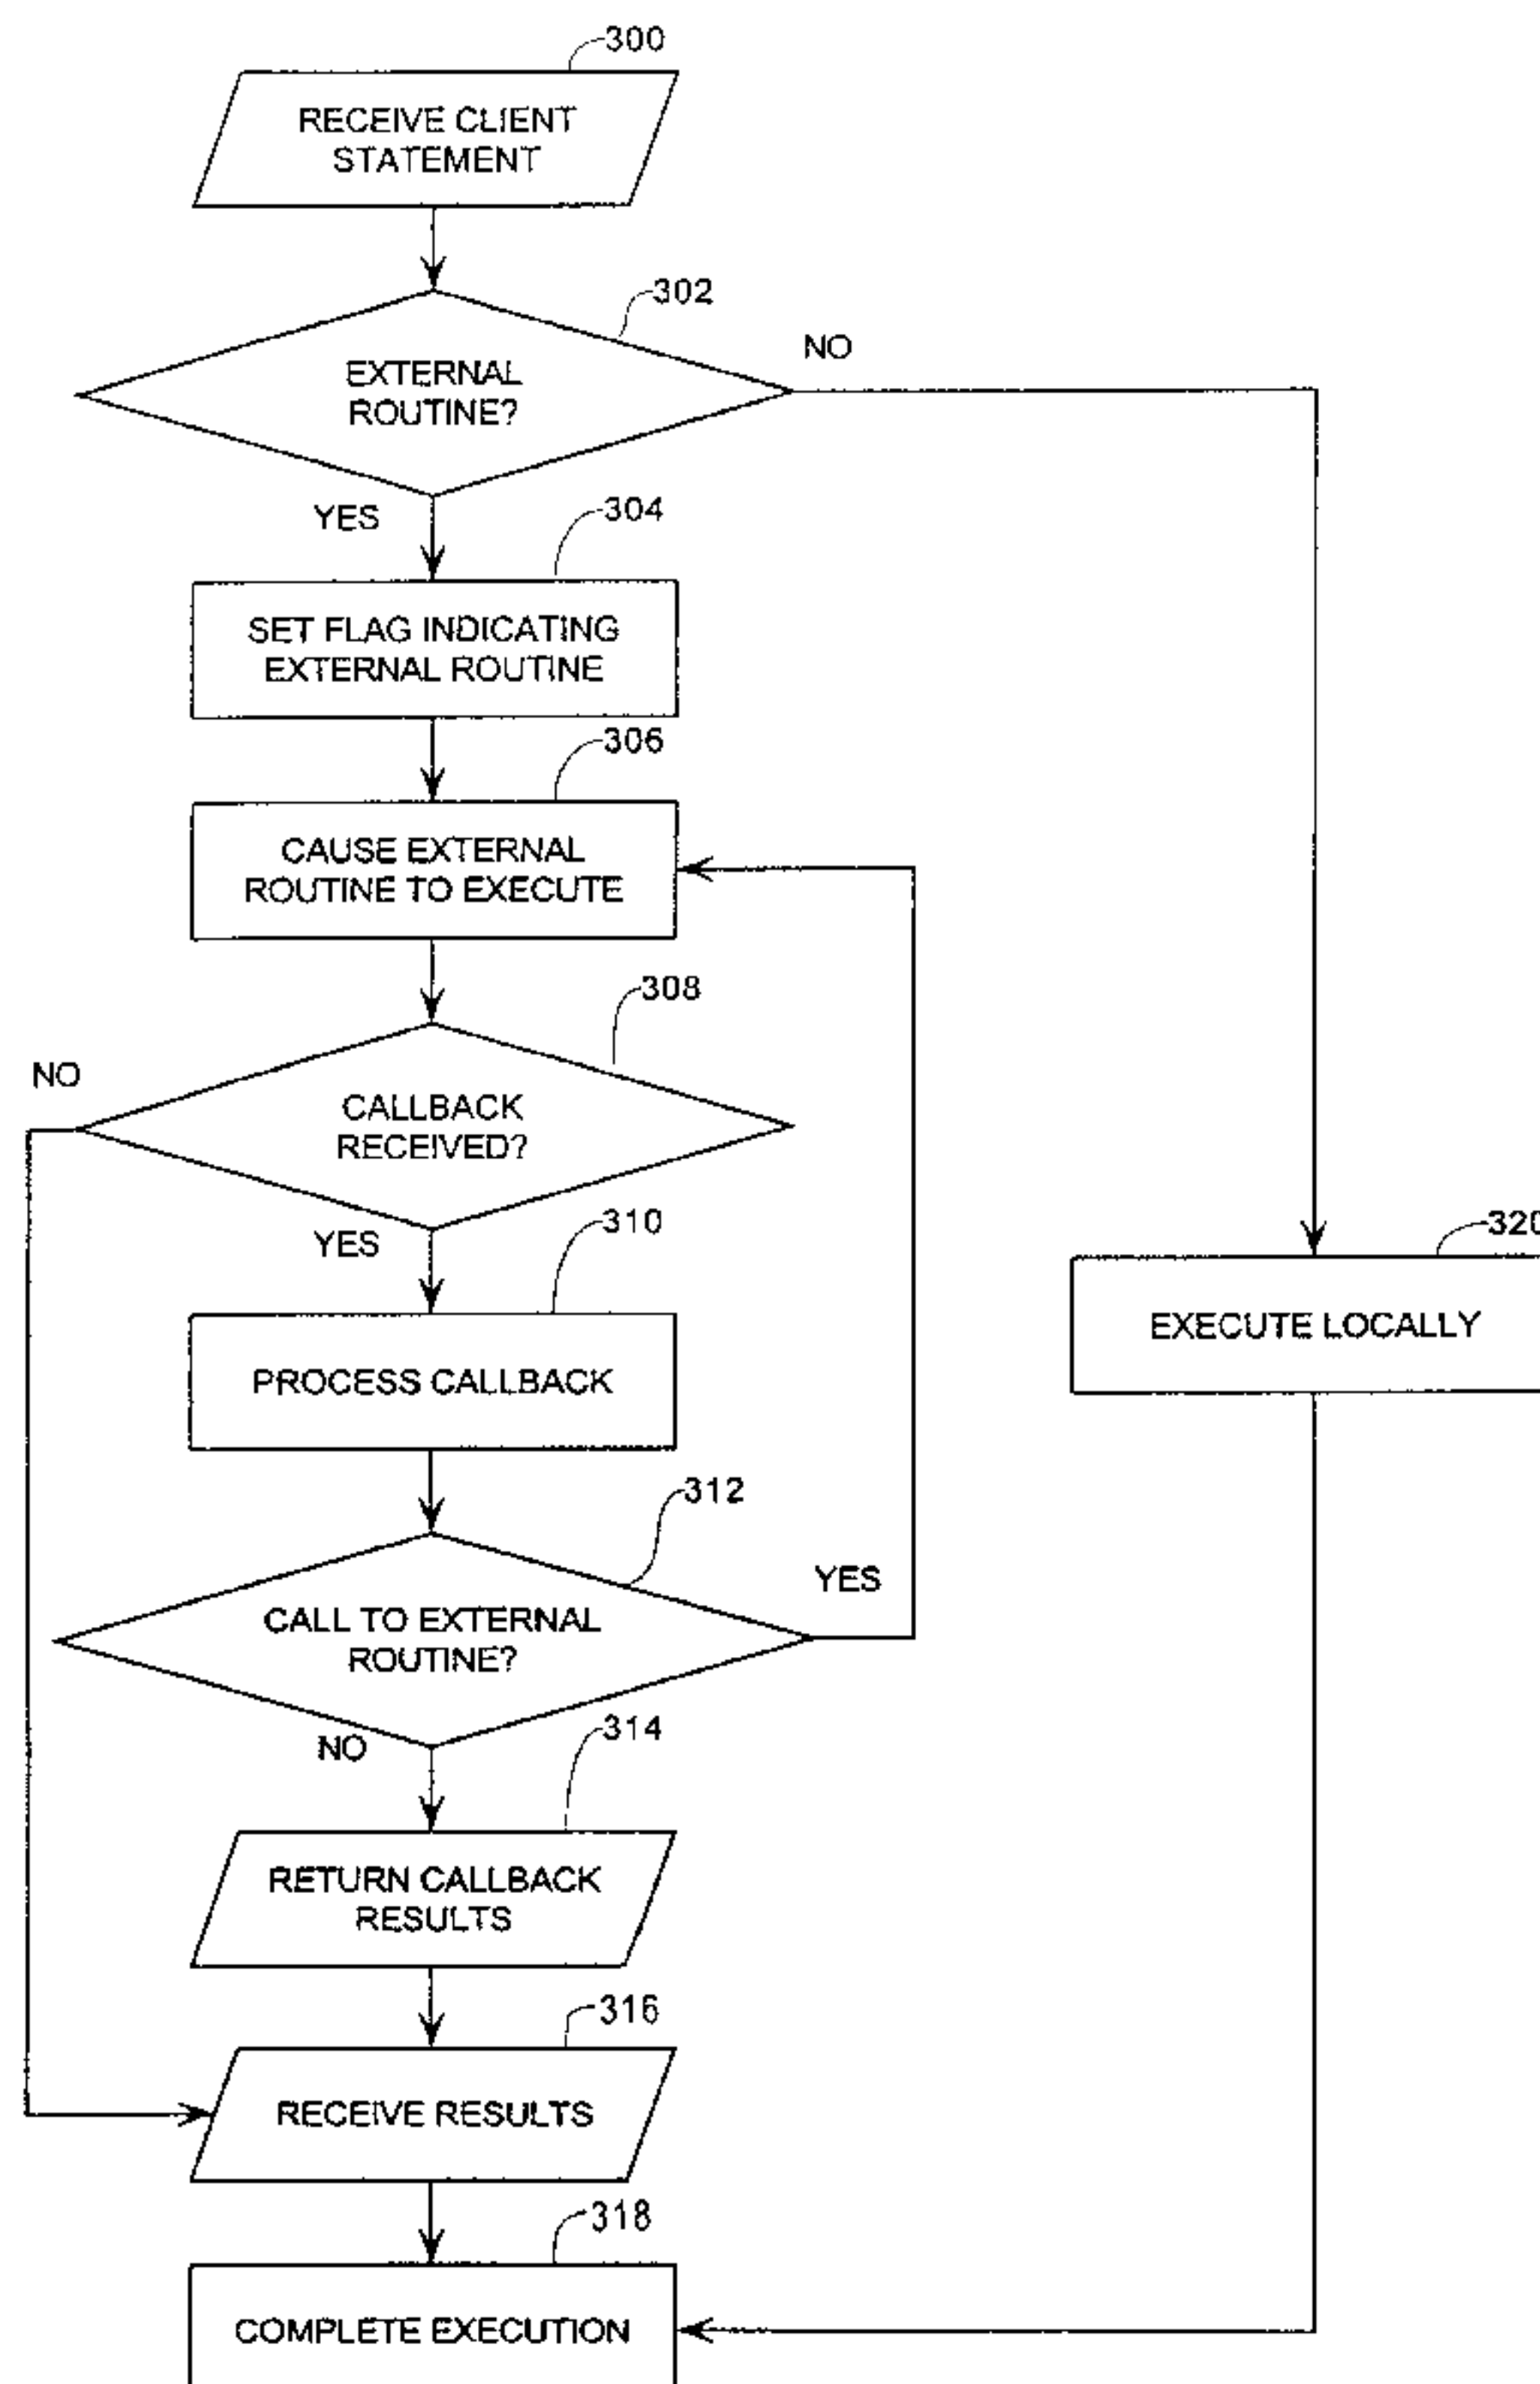 300
RECEIVE CLIENT
STATEMENT
302
EXTERNAL
ROUTINE?
NO
YES
304
SET FLAG INDICATING
EXTERNAL ROUTINE
306
CAUSE EXTERNAL
ROUTINE TO EXECUTE
308
NO
CALLBACK
RECEIVED?
YES
310
PROCESS CALLBACK
320
EXECUTE LOCALLY
312
CALL TO EXTERNAL
ROUTINE?
YES
NO
314
RETURN CALLBACK
RESULTS
316
RECEIVE RESULTS
318
COMPLETE EXECUTION